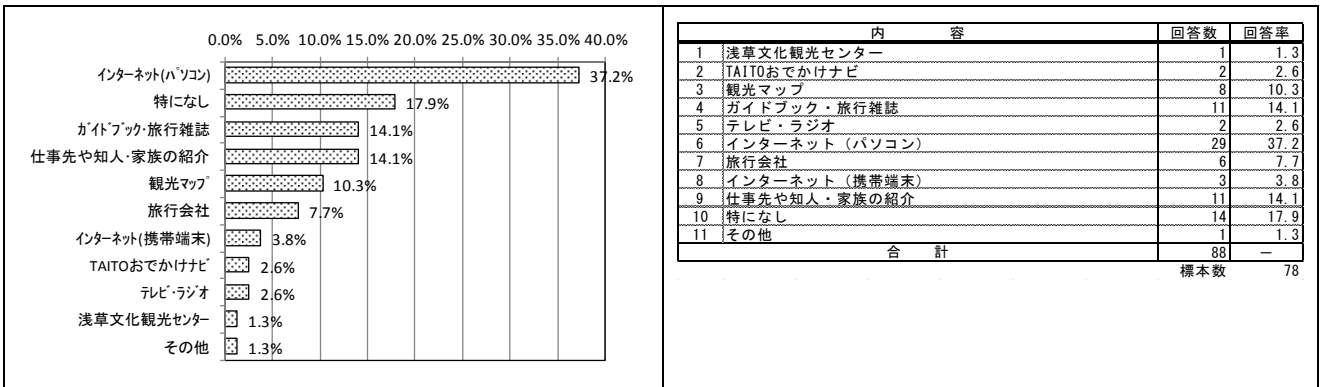 0.0% 5.0% 10.0% 15.0% 20.0% 25.0% 30.0% 35.0% 40.0%
インターネット(パソコン) 37.2%
特になし 17.9%
ガイドブック・旅行雑誌 14.1%
仕事先や知人・家族の紹介 14.1%
観光マップ 10.3%
旅行会社 7.7%
インターネット(携帯端末) 3.8%
TAITOおでかけナビ 2.6%
テレビ・ラジオ 2.6%
浅草文化観光センター 1.3%
その他 1.3%
内 容 回答数 回答率
1 浅草文化観光センター 1 1.3
2 TAITOおでかけナビ 2 2.6
3 観光マップ 8 10.3
4 ガイドブック・旅行雑誌 11 14.1
5 テレビ・ラジオ 2 2.6
6 インターネット（パソコン） 29 37.2
7 旅行会社 6 7.7
8 インターネット（携帯端末） 3 3.8
9 仕事先や知人・家族の紹介 11 14.1
10 特になし 14 17.9
11 その他 1 1.3
合 計 88 －
標本数 78